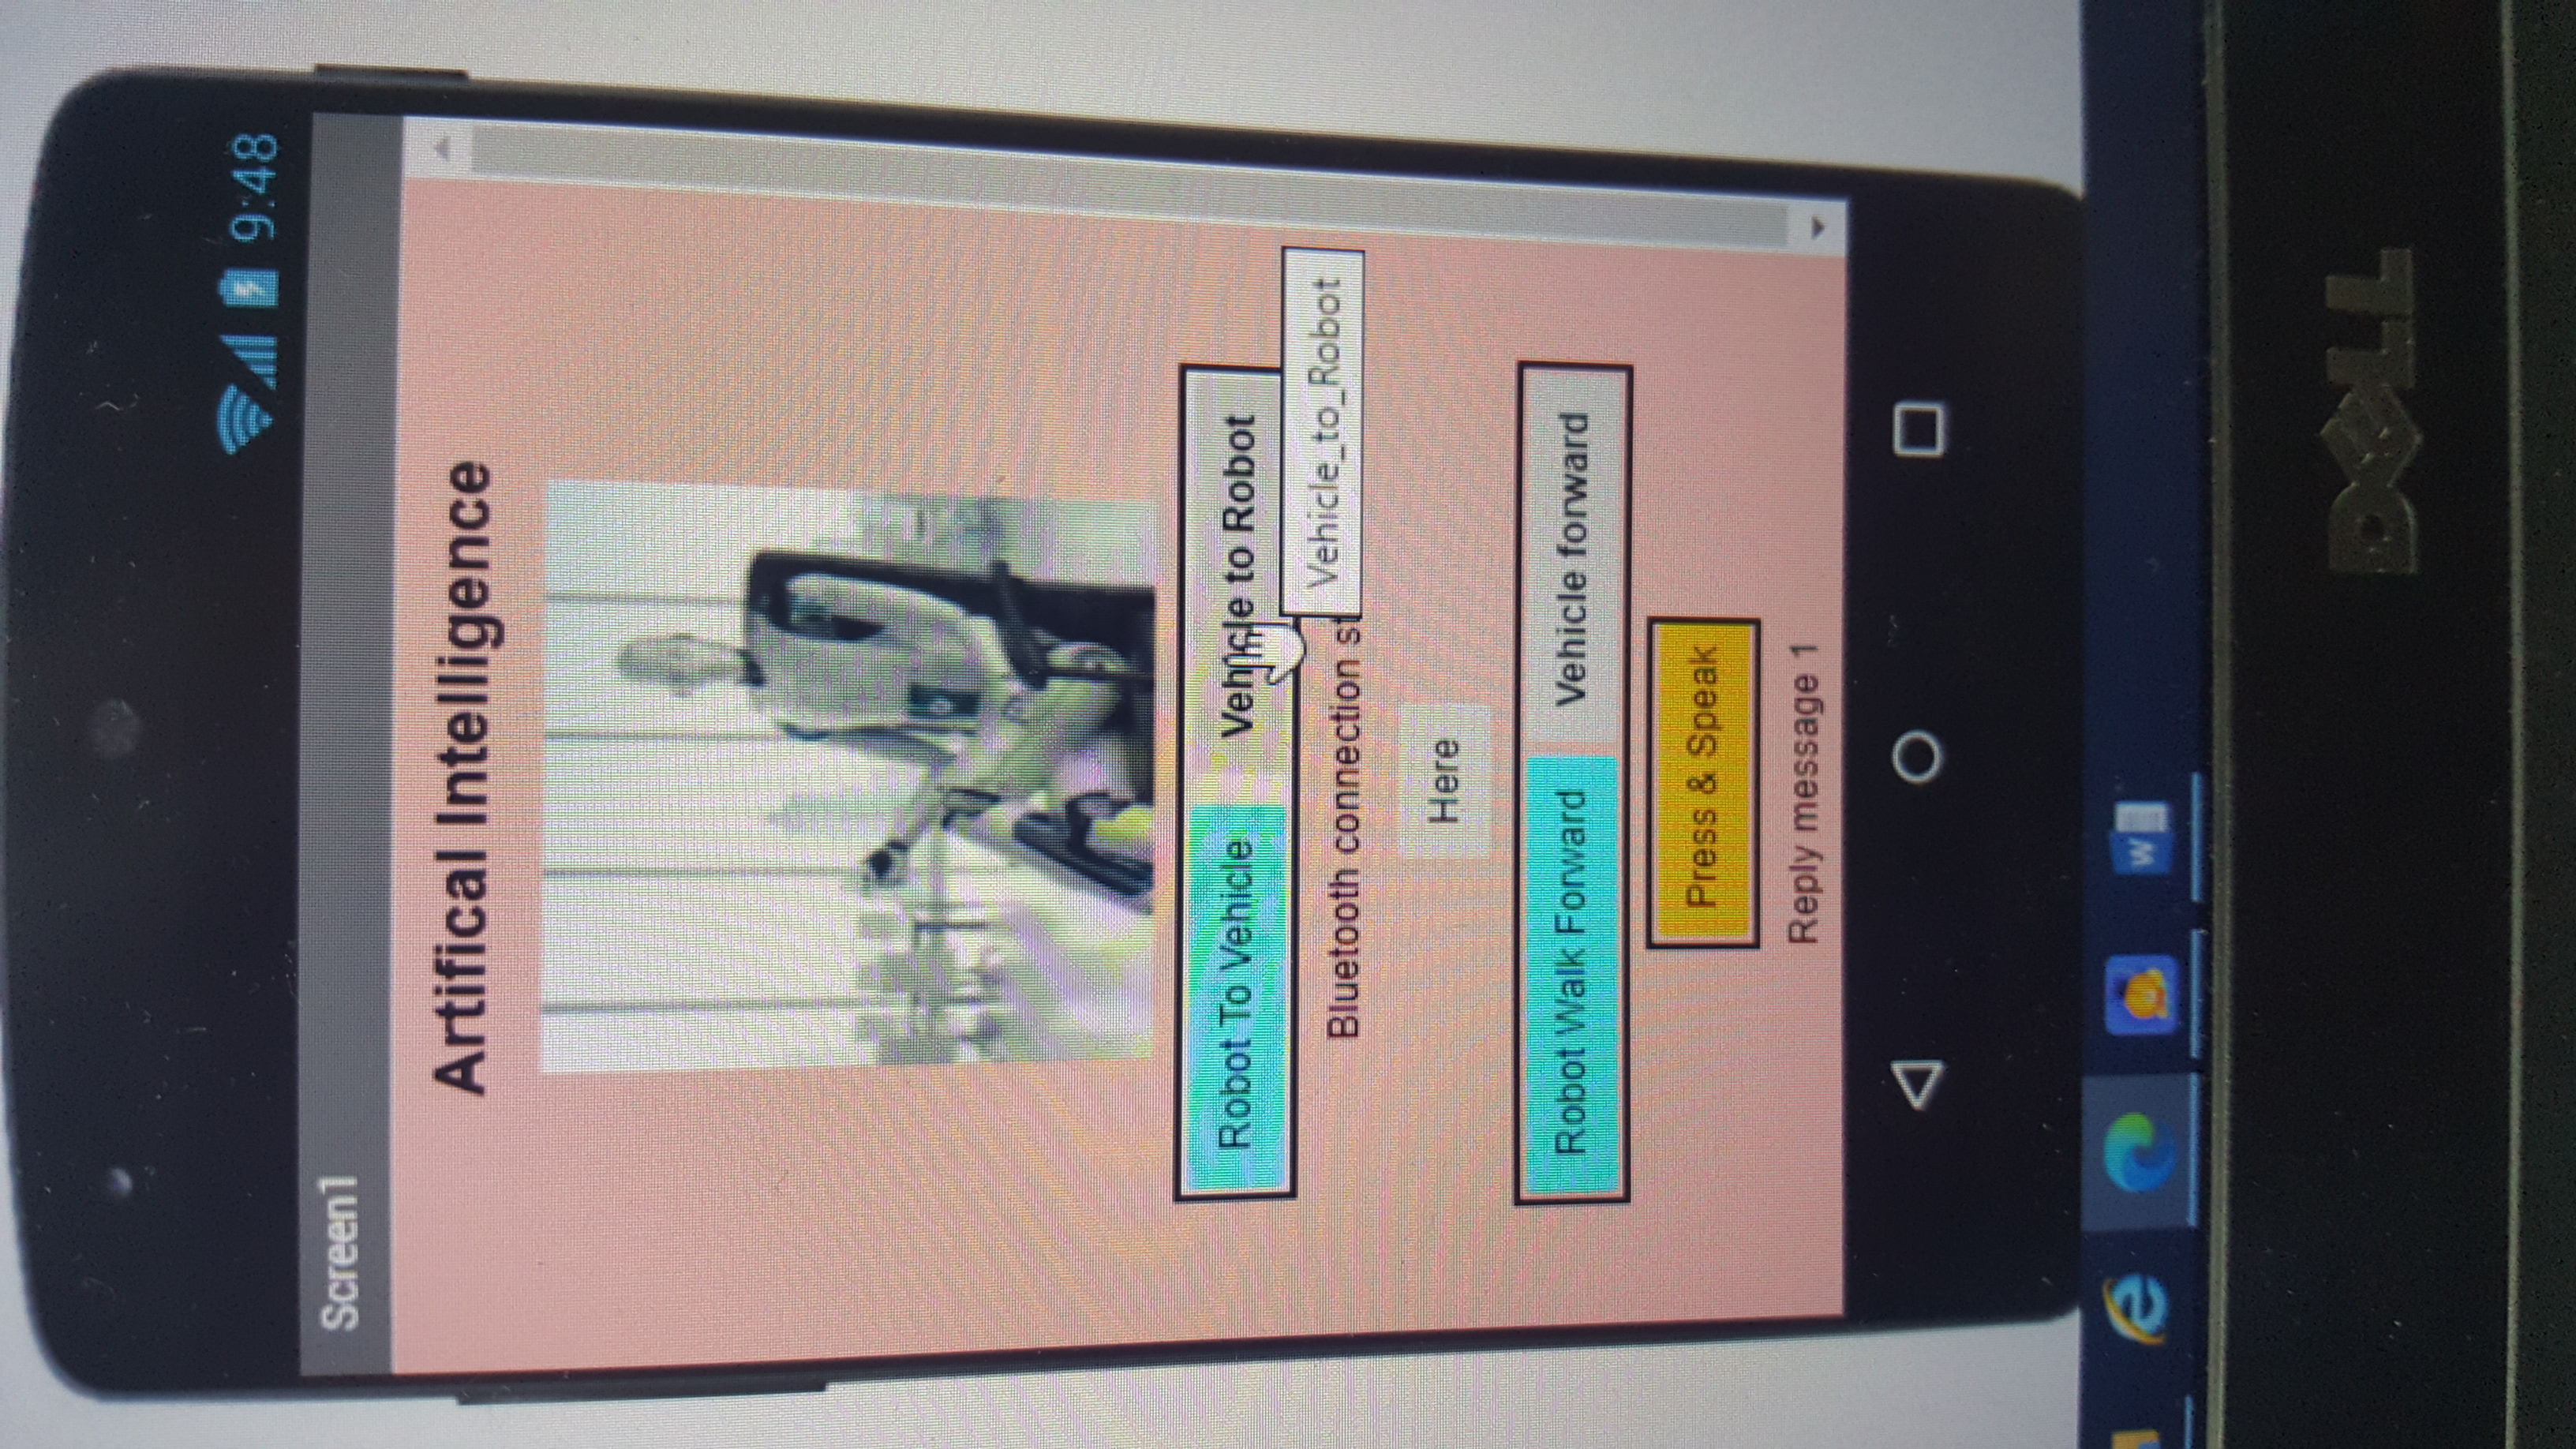 9:48
Screen1
Artifical Intelligence
Robot To Vehicle Vehicle to Robot
Vehicle_to_Robot
Bluetooth connection st
Here
Robot Walk Forward Vehicle forward
Press & Speak
Reply message 1
W
DELL